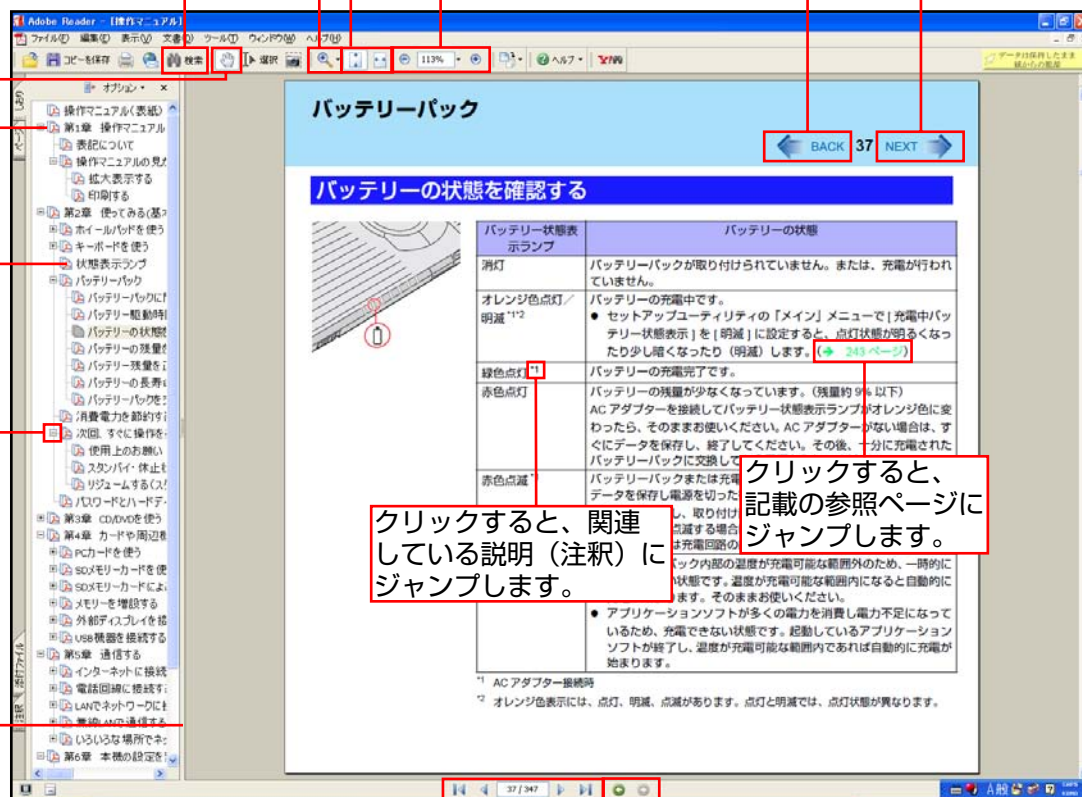 Adobe Reader - [操作マニュアル]
ファイル(F) 編集(E) 表示(V) 文書(D) ツール(T) ウィンドウ(W) ヘルプ(H)
コピーを保存 検索 選択 113% ヘルプ
データは保持したまま
オプション
しおり
操作マニュアル(表紙)
第1章 操作マニュアル
表記について
操作マニュアルの見
拡大表示する
印刷する
第2章 使ってみる(基
ホイールパッドを使う
キーボードを使う
状態表示ランプ
バッテリーパック
バッテリーパックに
バッテリー駆動時
バッテリーの状態
バッテリーの残量
バッテリー残量を
バッテリーの長寿
バッテリーパックを
消費電力を節約す
次回、すぐに操作を
使用上のお願い
スタンバイ・休止
リジュームする(ス
パスワードとハードデ
第3章 CD/DVDを使う
第4章 カードや周辺
PCカードを使う
SDメモリーカードを使
SDメモリーカードによ
メモリーを増設する
外部ディスプレイを
USB機器を接続する
第5章 通信する
インターネットに接続
電話回線に接続す
LANでネットワークに
無線LANで通信する
いろいろな場所でネ
第6章 本機の設定を
添付ファイル
注釈
バッテリーパック
BACK 37 NEXT
バッテリーの状態を確認する
バッテリー状態表示ランプ バッテリーの状態
消灯 バッテリーパックが取り付けられていません。または、充電が行われ
ていません。
オレンジ色点灯／ バッテリーの充電中です。
明滅*1*2 ● セットアップユーティリティの「メイン」メニューで[充電中バッ
テリー状態表示]を[明滅]に設定すると、点灯状態が明るくなっ
たり少し暗くなったり（明滅）します。(➔ 243 ページ)
緑色点灯*1 バッテリーの充電完了です。
赤色点灯 バッテリーの残量が少なくなっています。（残量約 9% 以下）
AC アダプターを接続してバッテリー状態表示ランプがオレンジ色に変
わったら、そのままお使いください。AC アダプターがない場合は、す
ぐにデータを保存し、終了してください。その後、十分に充電された
バッテリーパックに交換して
赤色点滅 バッテリーパックまたは充電
データを保存し電源を切った
し、取り付け
点滅する場合
は充電回路の
ック内部の温度が充電可能な範囲外のため、一時的に
い状態です。温度が充電可能な範囲内になると自動的に
ます。そのままお使いください。
● アプリケーションソフトが多くの電力を消費し電力不足になって
いるため、充電できない状態です。起動しているアプリケーション
ソフトが終了し、温度が充電可能な範囲内であれば自動的に充電が
始まります。
クリックすると、関連
している説明（注釈）に
ジャンプします。
クリックすると、
記載の参照ページに
ジャンプします。
*1 AC アダプター接続時
*2 オレンジ色表示には、点灯、明滅、点滅があります。点灯と明滅では、点灯状態が異なります。
37 / 347
A 般